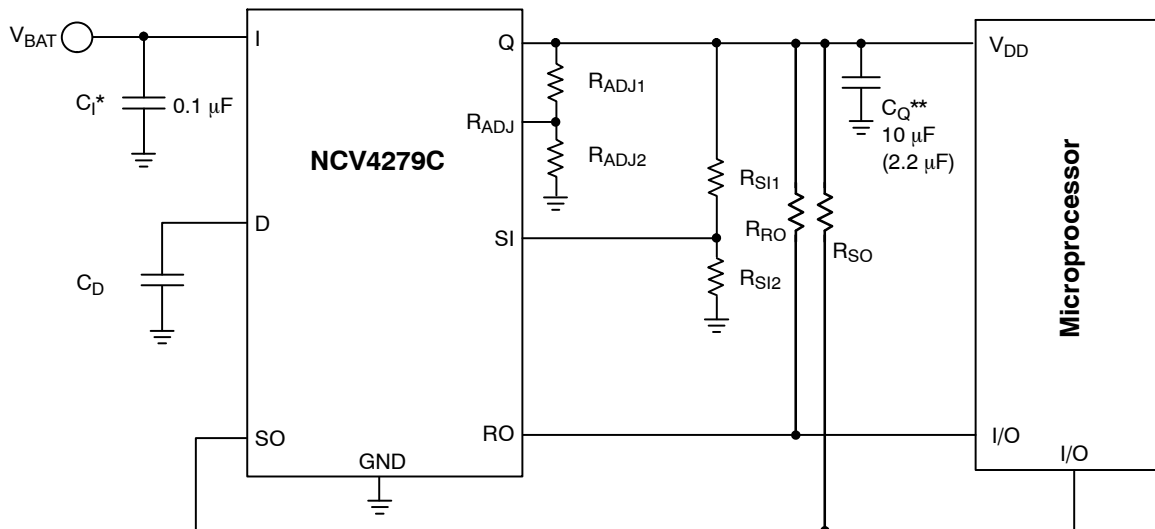 V_BAT
I
C_I*
0.1 μF
Q
R_ADJ1
R_ADJ
R_ADJ2
NCV4279C
D
C_D
SI
R_SI1
R_SI2
R_RO
R_SO
C_Q**
10 μF
(2.2 μF)
V_DD
Microprocessor
SO
RO
GND
I/O
I/O